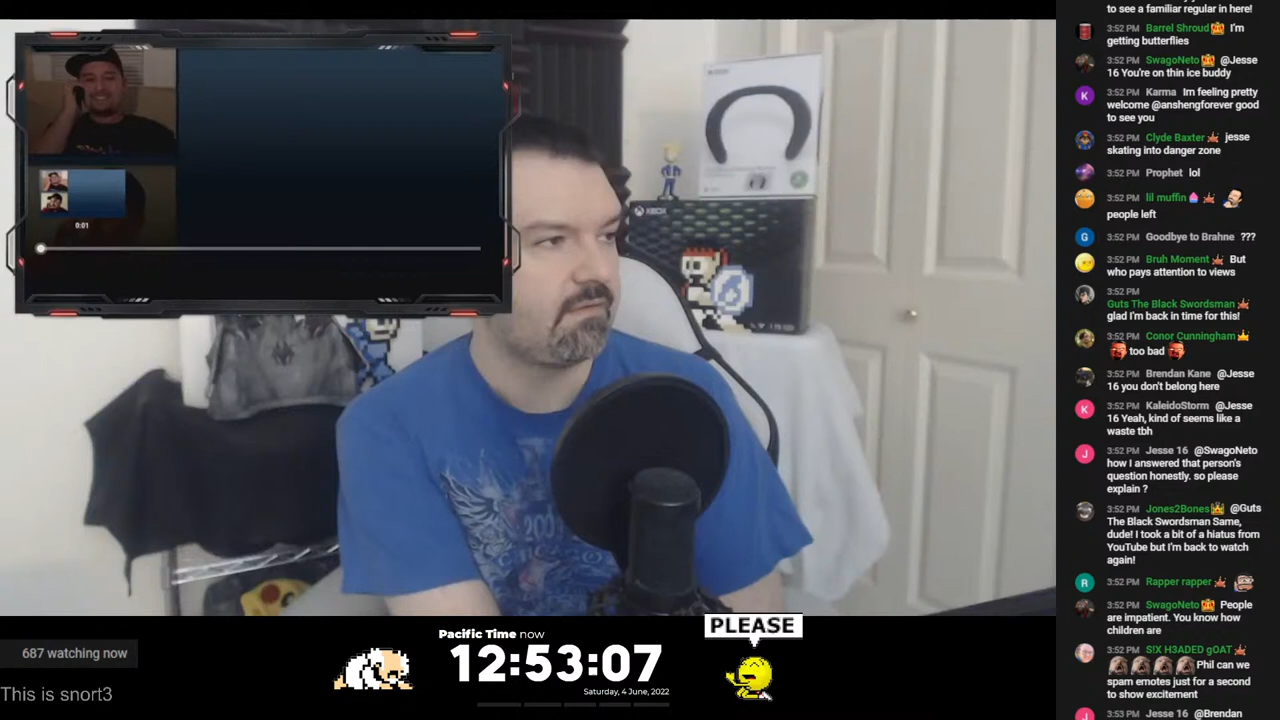 to see a familiar regular in here!
3:52 PM Barrel Shroud I'm
getting butterflies
3:52 PM SwagoNeto @Jesse
16 You're on thin ice buddy
K 3:52 PM Karma Im feeling pretty
welcome @anshengforever good
to see you
3:52 PM Clyde Baxter jesse
skating into danger zone
3:52 PM Prophet lol
3:52 PM lil muffin
people left
G 3:52 PM Goodbye to Brahne ???
3:52 PM Bruh Moment But
who pays attention to views
3:52 PM
Guts The Black Swordsman
glad I'm back in time for this!
3:52 PM Conor Cunningham
too bad
3:52 PM Brendan Kane @Jesse
16 you don't belong here
K 3:52 PM KaleidoStorm @Jesse
16 Yeah, kind of seems like a
waste tbh
J 3:52 PM Jesse 16 @SwagoNeto
how I answered that person's
question honestly. so please
explain ?
3:52 PM Jones2Bones @Guts
The Black Swordsman Same,
dude! I took a bit of a hiatus from
YouTube but I'm back to watch
again!
R 3:52 PM Rapper rapper
3:52 PM SwagoNeto People
are impatient. You know how
children are
3:52 PM S!X H3ADED gOAT
Phil can we
spam emotes just for a second
to show excitement
J 3:53 PM Jesse 16 @Brendan
0:01
XBOX
200
687 watching now
This is snort3
Pacific Time now
12:53:07
Saturday, 4 June, 2022
PLEASE